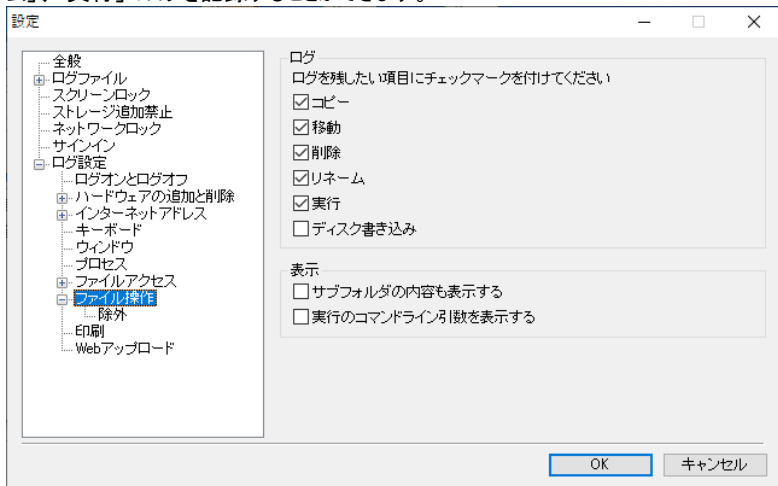 設定
全般
ログファイル
スクリーンロック
ストレージ追加禁止
ネットワークロック
サインイン
ログ設定
ログオンとログオフ
ハードウェアの追加と削除
インターネットアドレス
キーボード
ウィンドウ
プロセス
ファイルアクセス
ファイル操作
除外
印刷
Webアップロード
ログ
ログを残したい項目にチェックマークを付けてください
コピー
移動
削除
リネーム
実行
ディスク書き込み
表示
サブフォルダの内容も表示する
実行のコマンドライン引数を表示する
OK
キャンセル